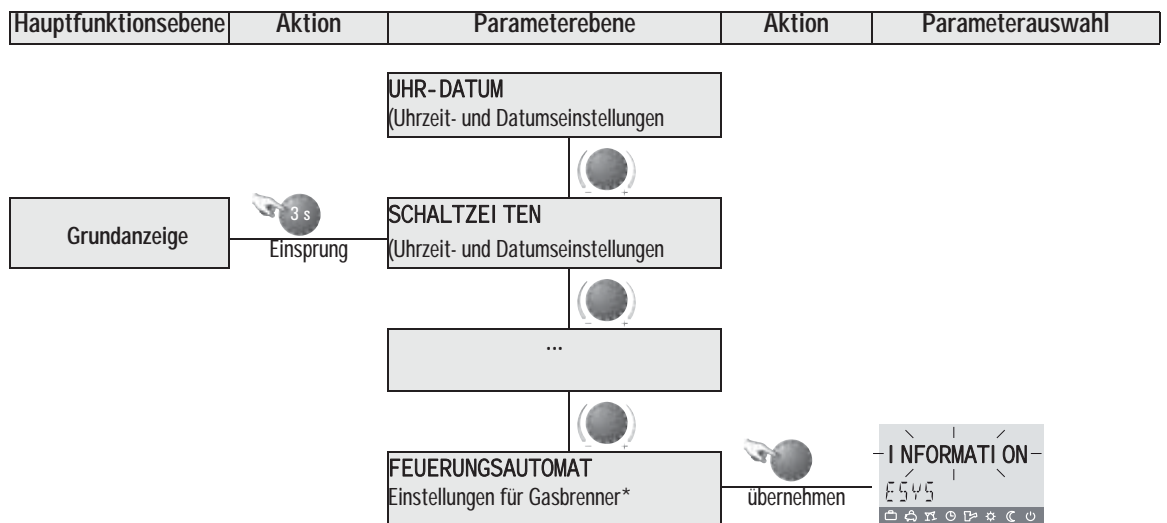 Hauptfunktionsebene Aktion Parameterebene Aktion Parameterauswahl
UHR-DATUM
(Uhrzeit- und Datumseinstellungen
− +
3 s
Einsprung
Grundanzeige
SCHALTZEITEN
(Uhrzeit- und Datumseinstellungen
− +
...
− +
FEUERUNGSAUTOMAT
Einstellungen für Gasbrenner*
übernehmen
INFORMATION
ESYS